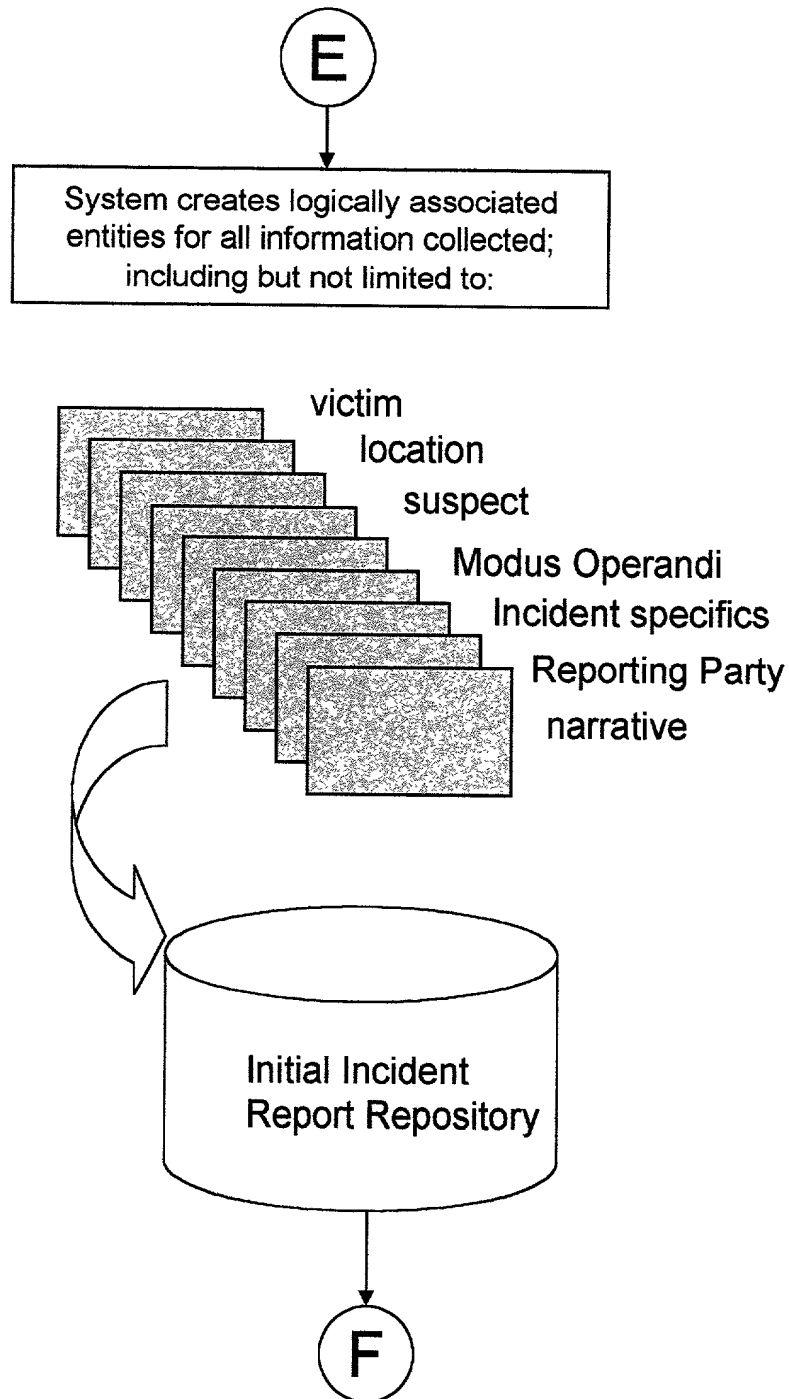 E
System creates logically associated
entities for all information collected;
including but not limited to:
victim
location
suspect
Modus Operandi
Incident specifics
Reporting Party
narrative
Initial Incident
Report Repository
F